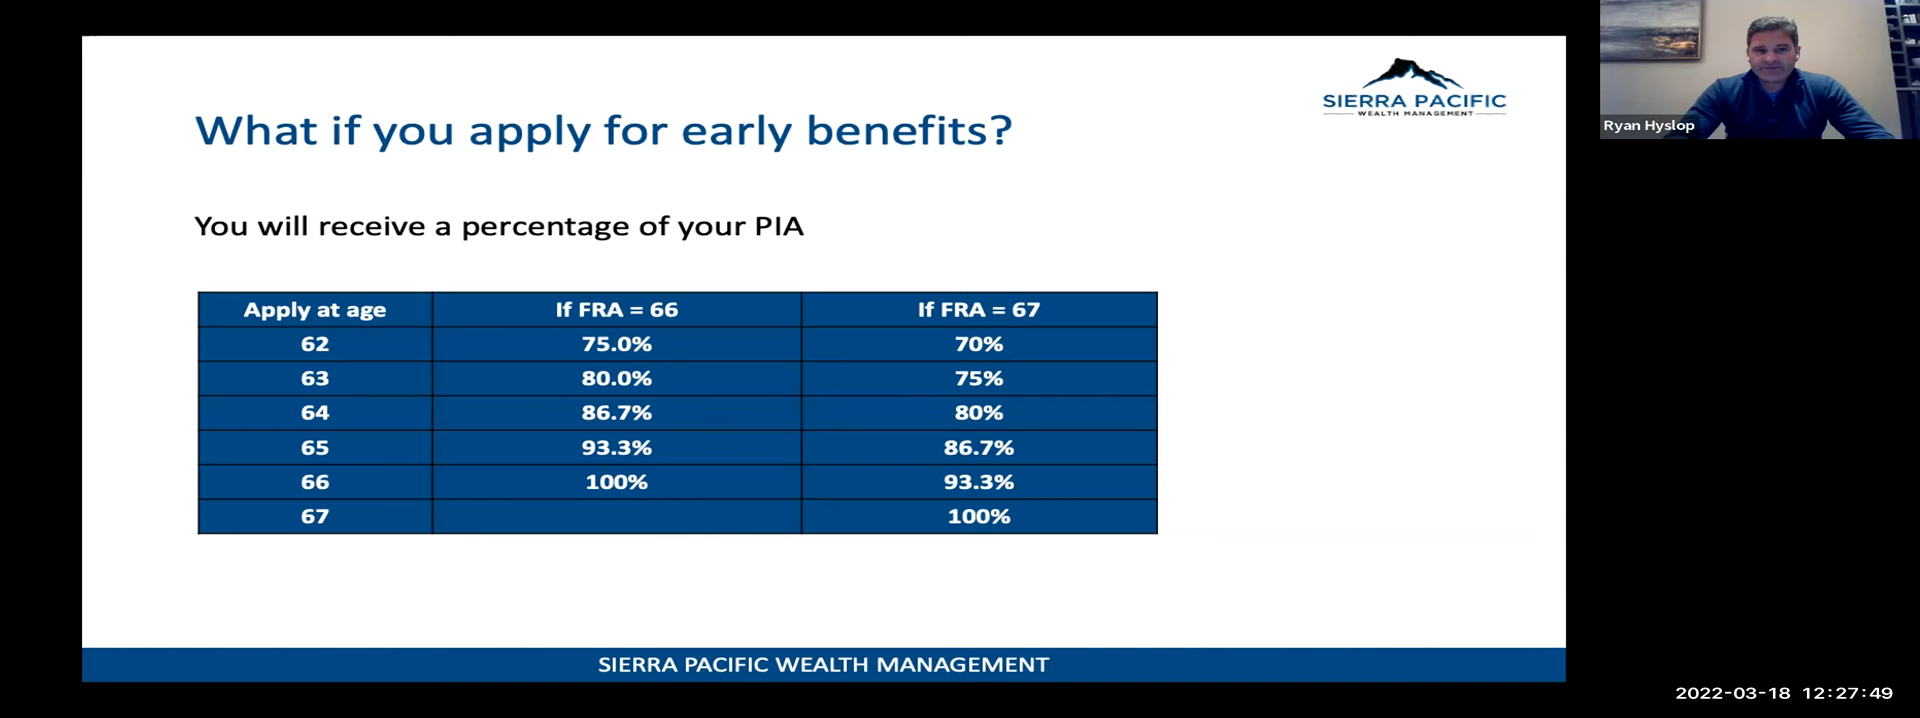 What if you apply for early benefits?
SIERRA PACIFIC
WEALTH MANAGEMENT
Ryan Hyslop
You will receive a percentage of your PIA
Apply at age If FRA = 66 If FRA = 67
62 75.0% 70%
63 80.0% 75%
64 86.7% 80%
65 93.3% 86.7%
66 100% 93.3%
67 100%
SIERRA PACIFIC WEALTH MANAGEMENT
2022-03-18 12:27:49